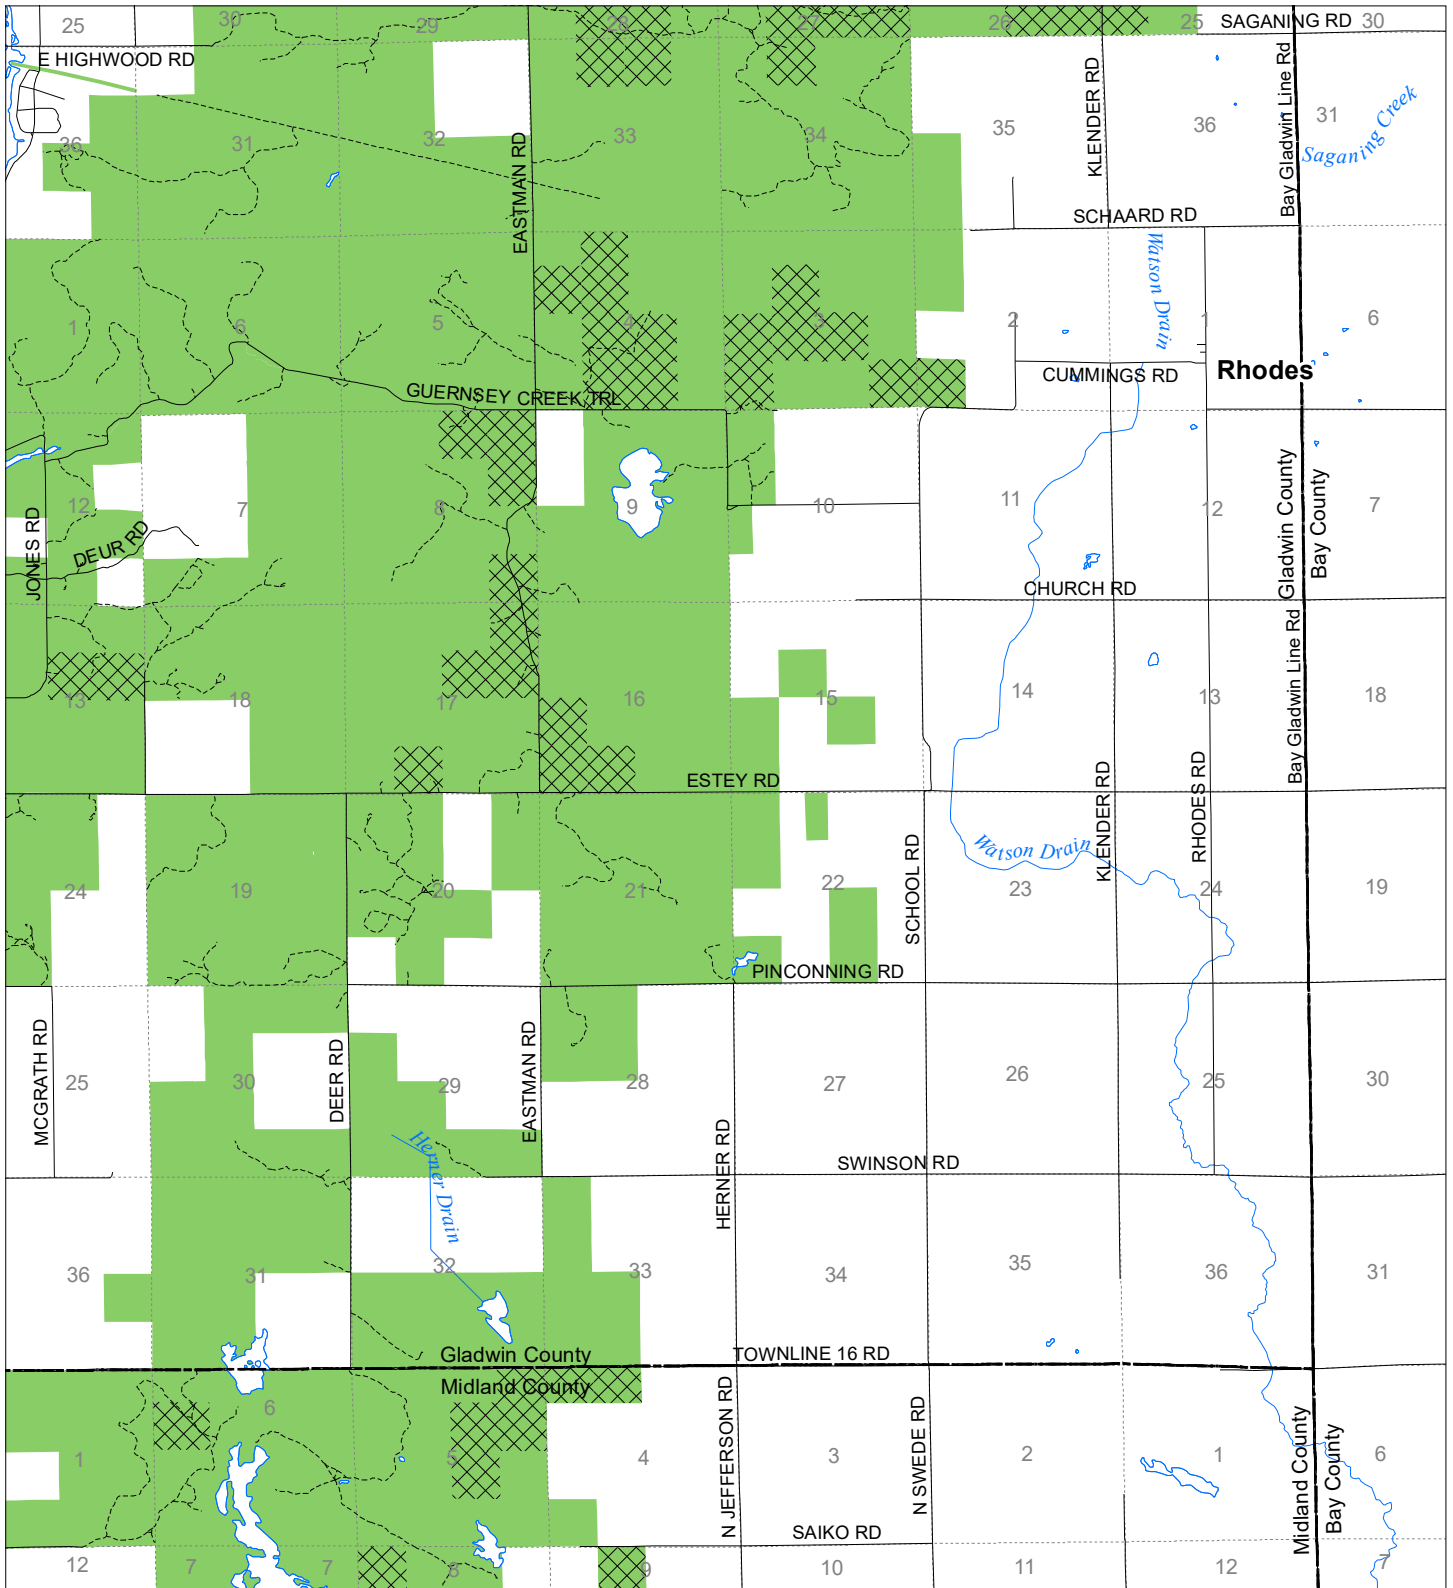 25
30
29
28
27
26
25
SAGANING RD
30
E HIGHWOOD RD
36
31
32
EASTMAN RD
33
34
35
KLENDER RD
36
Bay Gladwin Line Rd
31
Saganing Creek
SCHAARD RD
1
6
5
4
3
2
Watson Drain
1
6
GUERNSEY CREEK TRL
CUMMINGS RD
Rhodes
JONES RD
12
DEUR RD
7
8
9
10
11
12
Gladwin County
Bay County
7
CHURCH RD
13
18
17
16
15
14
13
Bay Gladwin Line Rd
18
ESTEY RD
24
19
20
21
22
SCHOOL RD
Watson Drain
23
KLENDER RD
RHODES RD
24
19
PINCONNING RD
MCGRATH RD
25
30
DEER RD
29
EASTMAN RD
28
27
26
25
30
Herner Drain
HERNER RD
SWINSON RD
36
31
32
33
34
35
36
31
Gladwin County
TOWNLINE 16 RD
Midland County
1
6
5
4
N JEFFERSON RD
3
N SWEDE RD
2
1
Midland County
Bay County
6
SAIKO RD
12
7
7
8
9
10
11
12
7